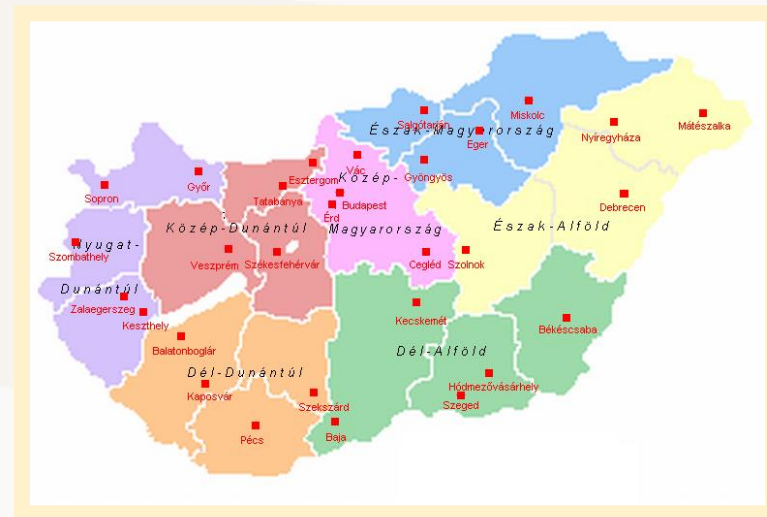 Miskolc
Salgótarján
Észak-Magyarország
Eger
Nyíregyháza
Mátészalka
Vác
Gyöngyös
Esztergom
Közép-
Győr
Tatabánya
Sopron
Budapest
Debrecen
Érd
Közép-Dunántúl
Magyarország
Észak-Alföld
Nyugat-
Szombathely
Veszprém
Székesfehérvár
Cegléd
Szolnok
Dunántúl
Zalaegerszeg
Keszthely
Kecskemét
Békéscsaba
Balatonboglár
Dél-Alföld
Dél-Dunántúl
Hódmezővásárhely
Kaposvár
Szekszárd
Szeged
Pécs
Baja